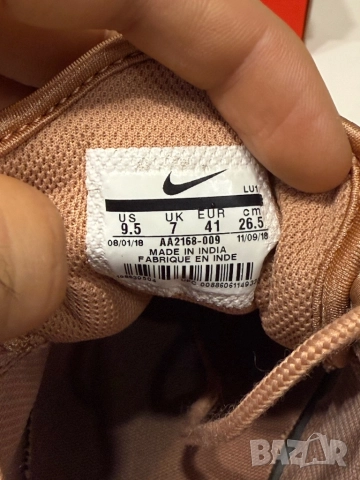 LU1
US UK EUR cm
9.5 7 41 26.5
08/01/18 AA2168-009 11/09/18
MADE IN INDIA
FABRIQUE EN INDE
BAZAR